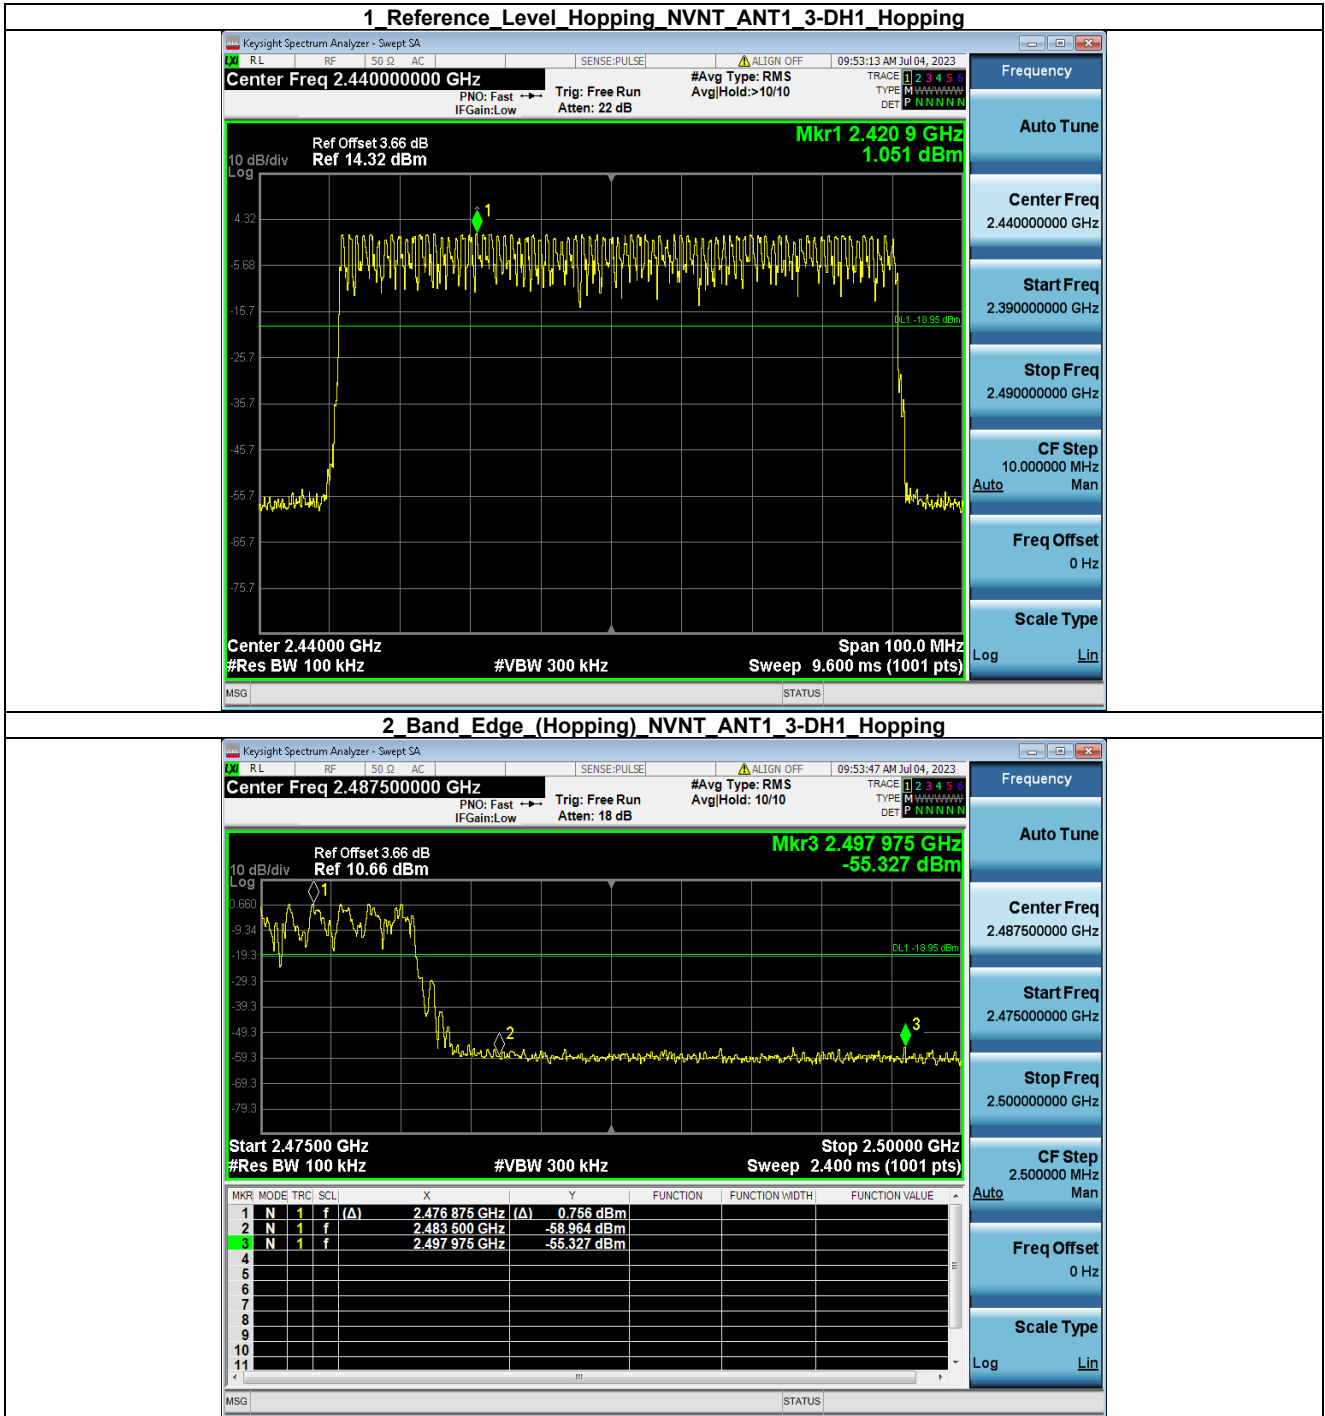 1_Reference_Level_Hopping_NVNT_ANT1_3-DH1_Hopping
Keysight Spectrum Analyzer - Swept SA
LXI RL RF 50 Ω AC SENSE:PULSE ALIGN OFF 09:53:13 AM Jul 04, 2023
Center Freq 2.440000000 GHz
PNO: Fast
IFGain:Low
Trig: Free Run
Atten: 22 dB
#Avg Type: RMS
Avg|Hold:>10/10
TRACE 1 2 3 4 5 6
TYPE M WWWWW
DET P N N N N N
Frequency
Mkr1 2.420 9 GHz
1.051 dBm
Ref Offset 3.66 dB
10 dB/div Ref 14.32 dBm
Log
1
4.32
-5.68
-15.7
-25.7
-35.7
-45.7
-55.7
-65.7
-75.7
DL1 -18.95 dBm
Center 2.44000 GHz Span 100.0 MHz
#Res BW 100 kHz #VBW 300 kHz Sweep 9.600 ms (1001 pts)
MSG STATUS
Auto Tune
Center Freq
2.440000000 GHz
Start Freq
2.390000000 GHz
Stop Freq
2.490000000 GHz
CF Step
10.000000 MHz
Auto Man
Freq Offset
0 Hz
Scale Type
Log Lin
2_Band_Edge_(Hopping)_NVNT_ANT1_3-DH1_Hopping
Keysight Spectrum Analyzer - Swept SA
LXI RL RF 50 Ω AC SENSE:PULSE ALIGN OFF 09:53:47 AM Jul 04, 2023
Center Freq 2.487500000 GHz
PNO: Fast
IFGain:Low
Trig: Free Run
Atten: 18 dB
#Avg Type: RMS
Avg|Hold: 10/10
TRACE 1 2 3 4 5 6
TYPE M WWWWW
DET P N N N N N
Frequency
Mkr3 2.497 975 GHz
-55.327 dBm
Ref Offset 3.66 dB
10 dB/div Ref 10.66 dBm
Log
1
2
3
0.660
-9.34
-19.3
-29.3
-39.3
-49.3
-59.3
-69.3
-79.3
DL1 -18.95 dBm
Start 2.47500 GHz Stop 2.50000 GHz
#Res BW 100 kHz #VBW 300 kHz Sweep 2.400 ms (1001 pts)
MKR MODE TRC SCL X Y FUNCTION FUNCTION WIDTH FUNCTION VALUE
1 N 1 f (Δ) 2.476 875 GHz (Δ) 0.756 dBm
2 N 1 f 2.483 500 GHz -58.964 dBm
3 N 1 f 2.497 975 GHz -55.327 dBm
4
5
6
7
8
9
10
11
MSG STATUS
Auto Tune
Center Freq
2.487500000 GHz
Start Freq
2.475000000 GHz
Stop Freq
2.500000000 GHz
CF Step
2.500000 MHz
Auto Man
Freq Offset
0 Hz
Scale Type
Log Lin